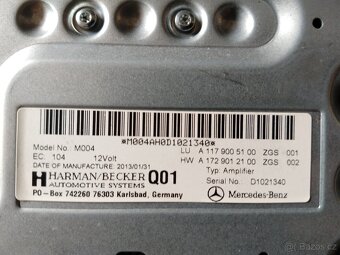 *M004AH0D1021340*
Model No. M004 LU A 117 900 51 00 ZGS 001
EC: 104 12Volt HW A 172 901 21 00 ZGS 002
DATE OF MANUFACTURE: 2013/01/31 Typ: Amplifier
HARMAN/BECKER Q01 Serial No. D1021340
AUTOMOTIVE SYSTEMS Mercedes-Benz
PO-Box 742260 76303 Karlsbad, Germany